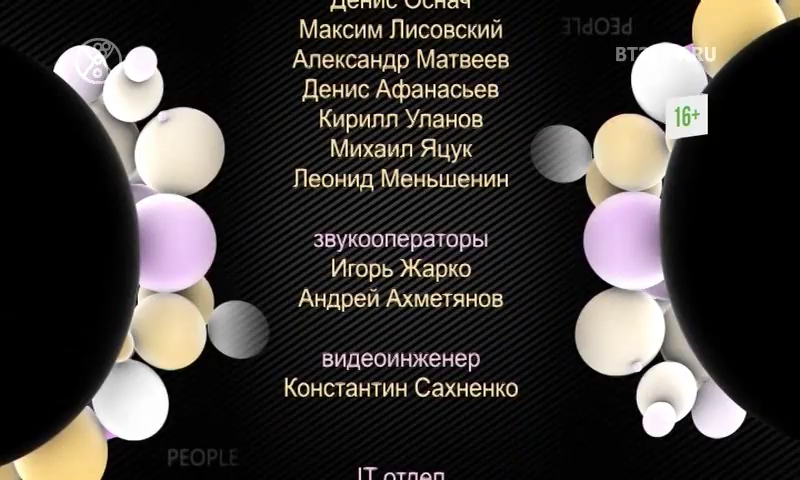 Денис Оснач
Максим Лисовский
PEOPLE
Александр Матвеев
Денис Афанасьев
Кирилл Уланов
16+
Михаил Яцук
Леонид Меньшенин
звукооператоры
Игорь Жарко
Андрей Ахметянов
видеоинженер
Константин Сахненко
PEOPLE
IT отдел